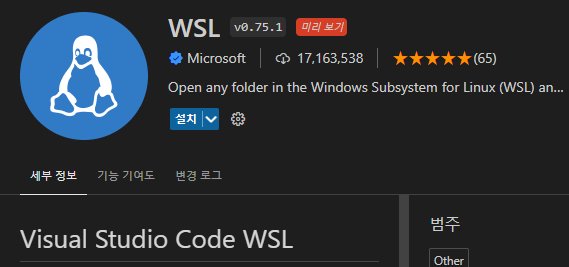 WSL v0.75.1 미리 보기
Microsoft 17,163,538 ★★★★★(65)
Open any folder in the Windows Subsystem for Linux (WSL) an...
설치
세부 정보 기능 기여도 변경 로그
Visual Studio Code WSL
범주
Other